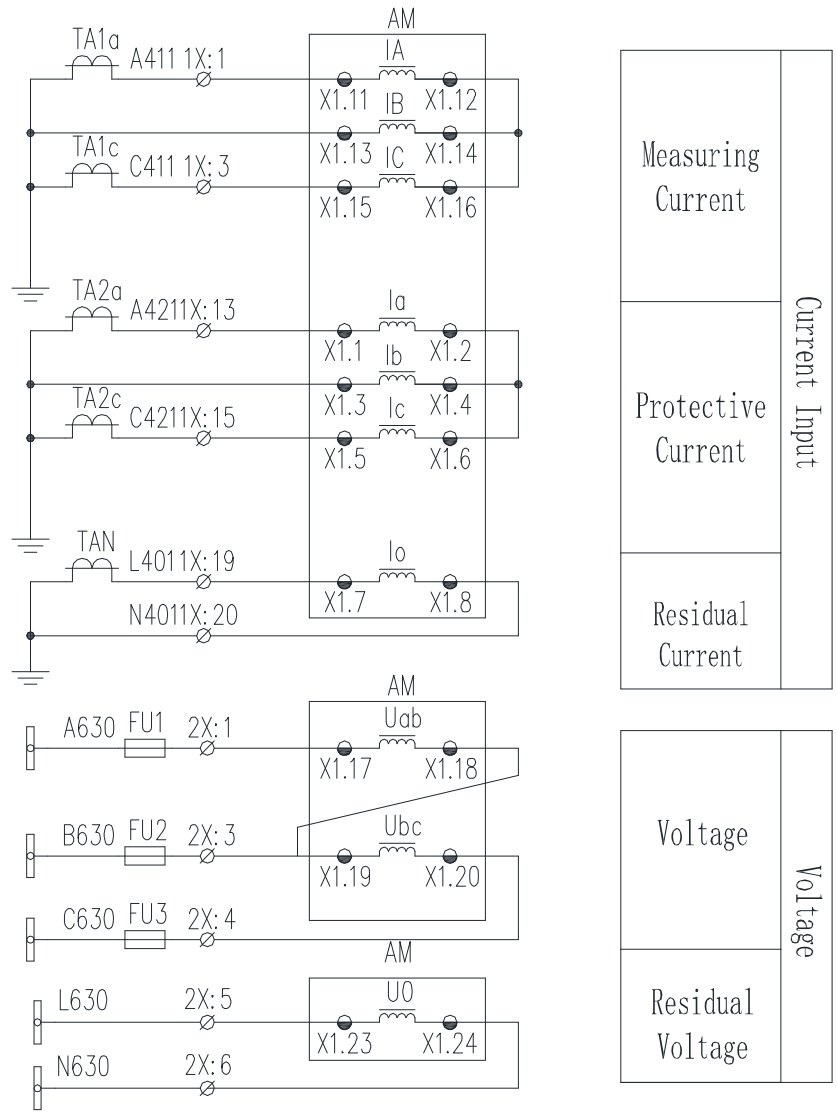 AM
TA1a A411 1X:1 IA
X1.11 X1.12
IB
X1.13 X1.14
TA1c C411 1X:3 IC
X1.15 X1.16
TA2a A4211X:13 Ia
X1.1 X1.2
Ib
X1.3 X1.4
TA2c C4211X:15 Ic
X1.5 X1.6
TAN L4011X:19 Io
X1.7 X1.8
N4011X:20
Measuring
Current
Protective
Current
Residual
Current
Current Input
AM
A630 FU1 2X:1 Uab
X1.17 X1.18
B630 FU2 2X:3 Ubc
X1.19 X1.20
C630 FU3 2X:4
AM
L630 2X:5 U0
X1.23 X1.24
N630 2X:6
Voltage
Residual
Voltage
Voltage